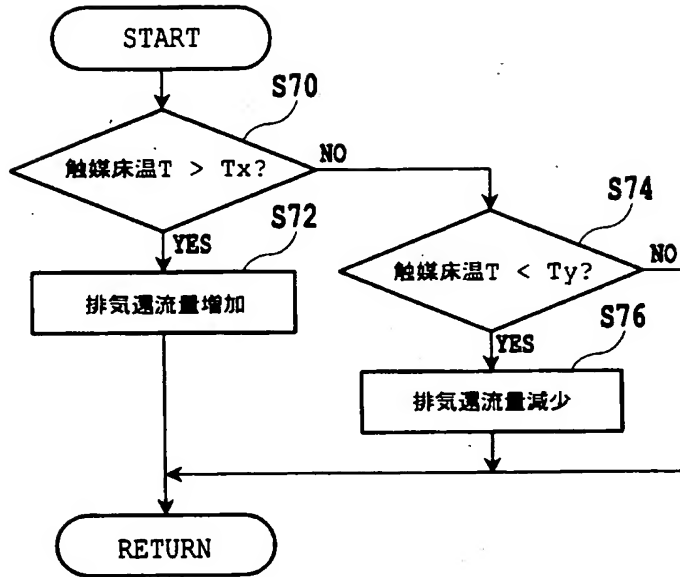 START
S70
触媒床温T > Tx?
NO
S72
YES
排気還流量増加
S74
触媒床温T < Ty?
NO
S76
YES
排気還流量減少
RETURN